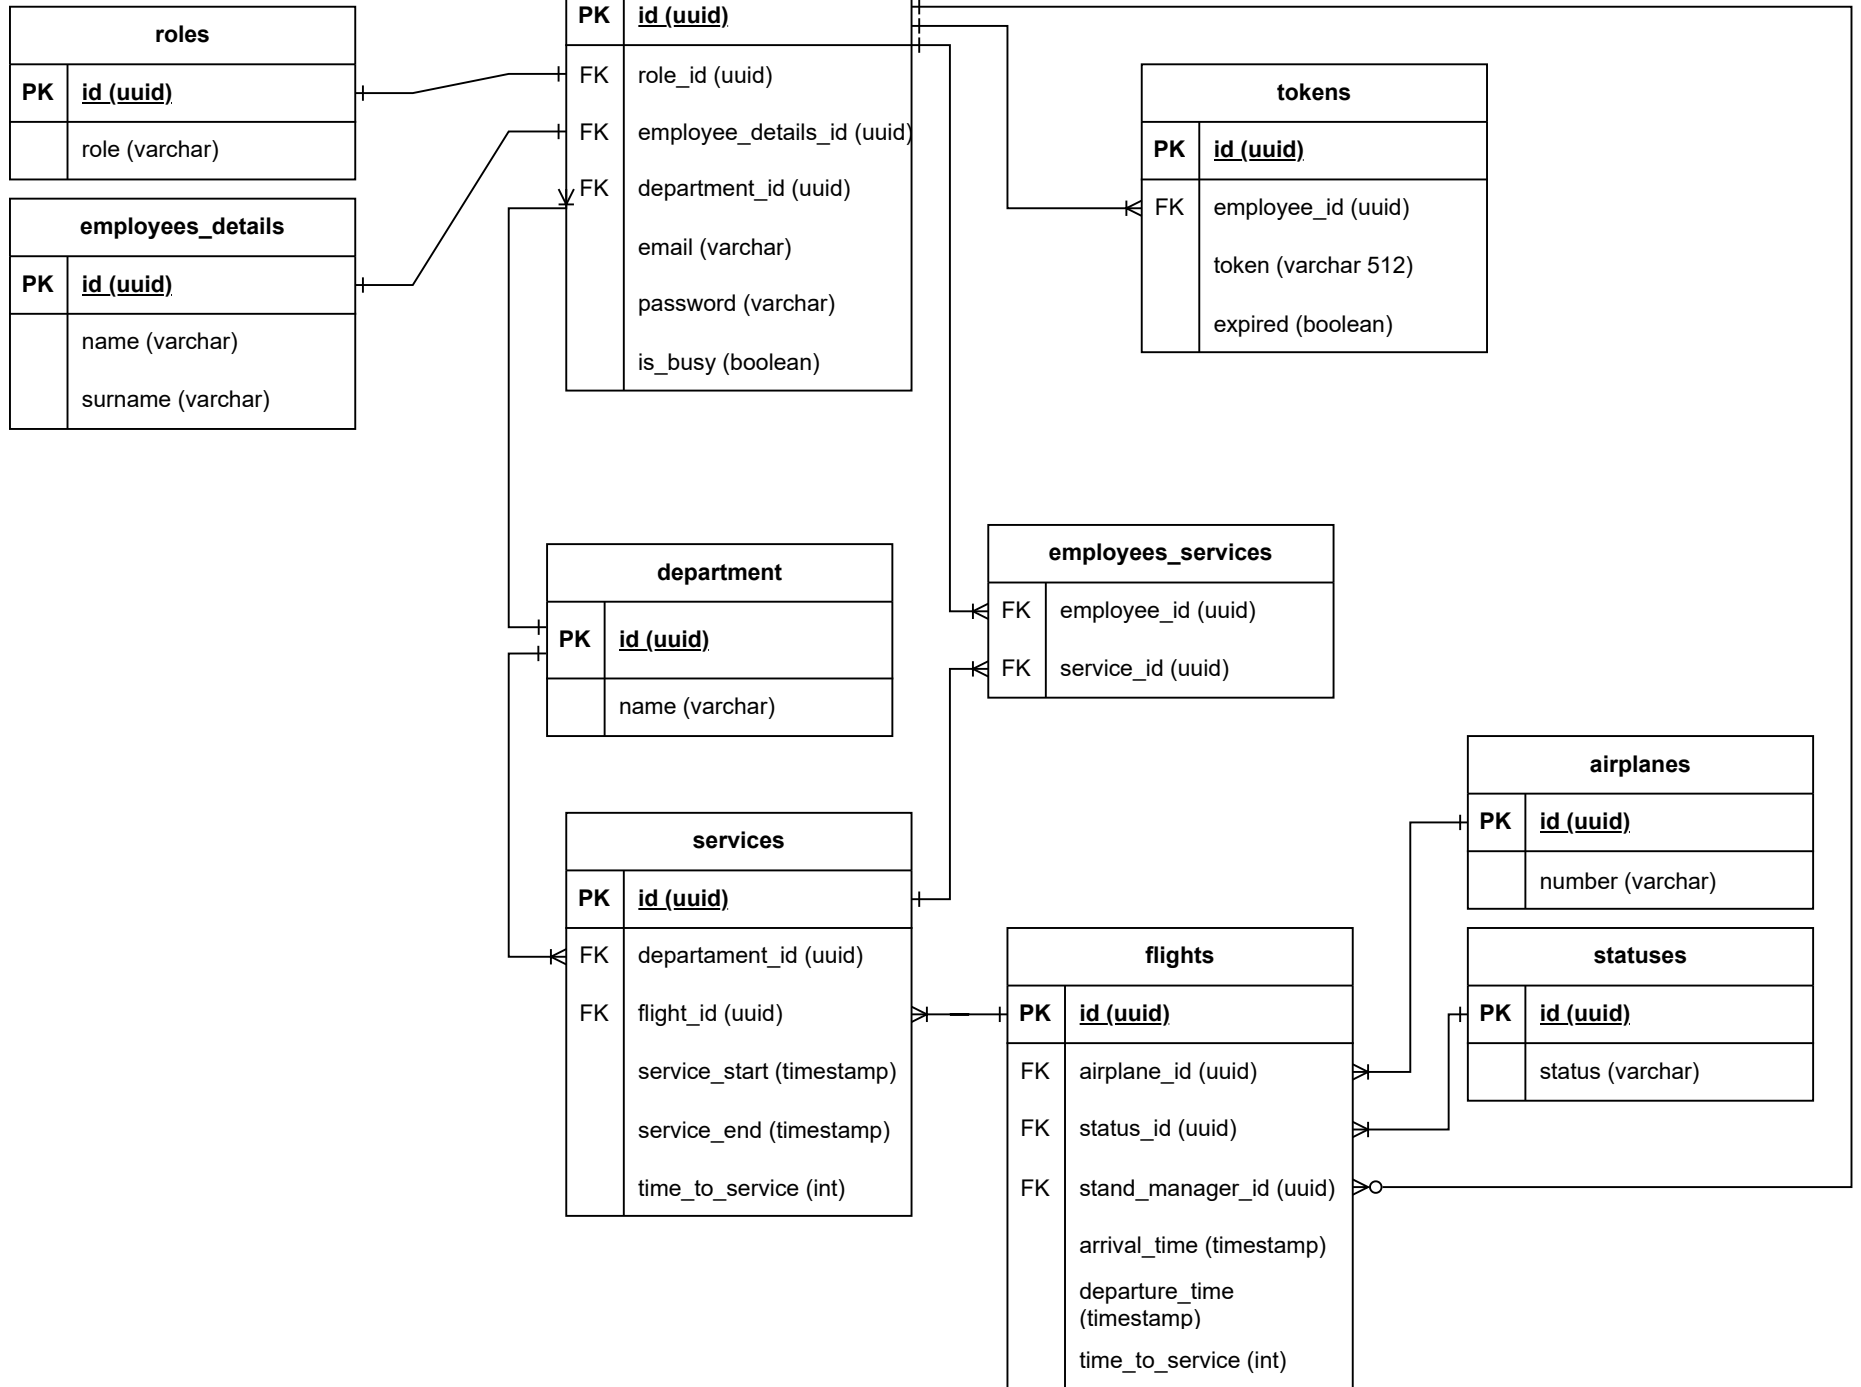 roles
PK id (uuid)
role (varchar)
employees_details
PK id (uuid)
name (varchar)
surname (varchar)
PK id (uuid)
FK role_id (uuid)
FK employee_details_id (uuid)
FK department_id (uuid)
email (varchar)
password (varchar)
is_busy (boolean)
tokens
PK id (uuid)
FK employee_id (uuid)
token (varchar 512)
expired (boolean)
department
PK id (uuid)
name (varchar)
employees_services
FK employee_id (uuid)
FK service_id (uuid)
services
PK id (uuid)
FK departament_id (uuid)
FK flight_id (uuid)
service_start (timestamp)
service_end (timestamp)
time_to_service (int)
flights
PK id (uuid)
FK airplane_id (uuid)
FK status_id (uuid)
FK stand_manager_id (uuid)
arrival_time (timestamp)
departure_time
(timestamp)
time_to_service (int)
airplanes
PK id (uuid)
number (varchar)
statuses
PK id (uuid)
status (varchar)